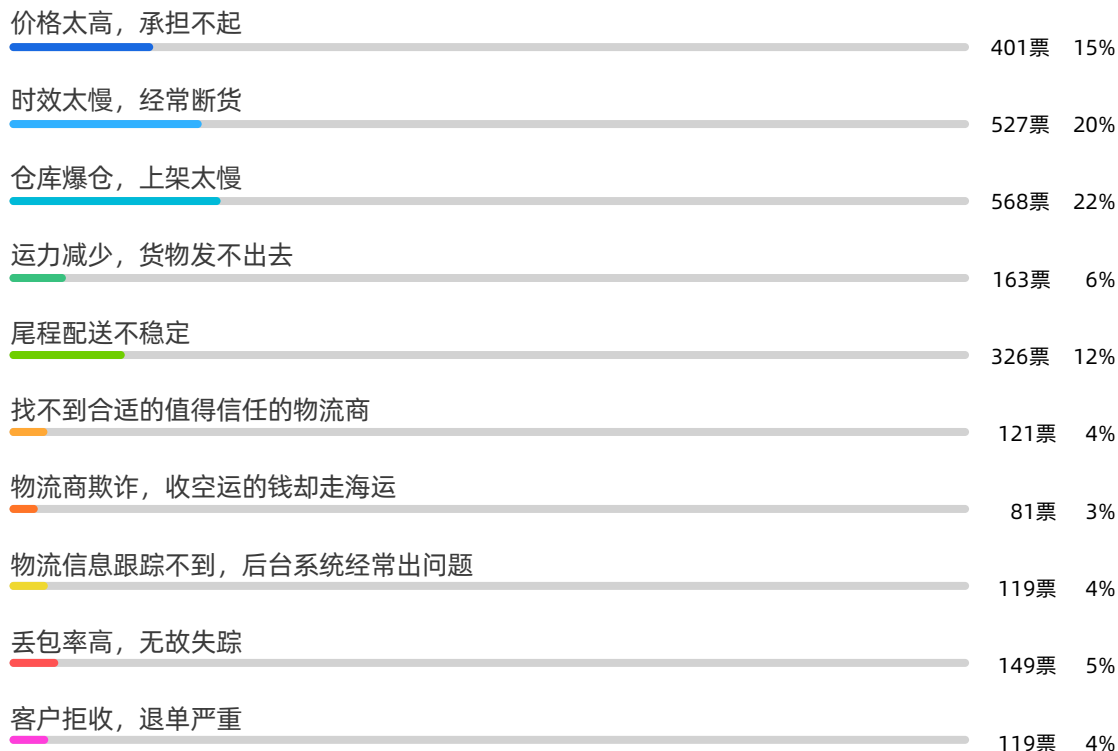 价格太高，承担不起
401票 15%
时效太慢，经常断货
527票 20%
仓库爆仓，上架太慢
568票 22%
运力减少，货物发不出去
163票 6%
尾程配送不稳定
326票 12%
找不到合适的值得信任的物流商
121票 4%
物流商欺诈，收空运的钱却走海运
81票 3%
物流信息跟踪不到，后台系统经常出问题
119票 4%
丢包率高，无故失踪
149票 5%
客户拒收，退单严重
119票 4%